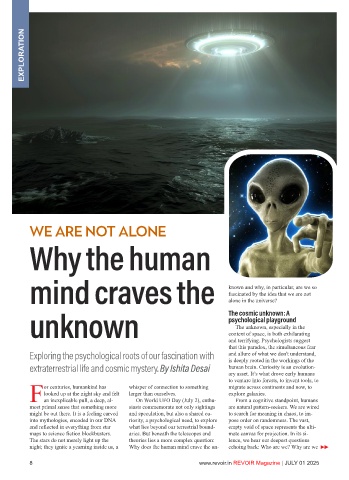 EXPLORATION
WE ARE NOT ALONE
Why the human
mind craves the
unknown
Exploring the psychological roots of our fascination with
extraterrestrial life and cosmic mystery. By Ishita Desai
For centuries, humankind has
looked up at the night sky and felt
an inexplicable pull, a deep, al-
most primal sense that something more
might be out there. It is a feeling carved
into mythologies, encoded in our DNA
and reflected in everything from star
maps to science fiction blockbusters.
The stars do not merely light up the
night; they ignite a yearning inside us, a
whisper of connection to something
larger than ourselves.
On World UFO Day (July 2), enthu-
siasts commemorate not only sightings
and speculation, but also a shared cu-
riosity, a psychological need, to explore
what lies beyond our terrestrial bound-
aries. But beneath the telescopes and
theories lies a more complex question:
Why does the human mind crave the un-
known and why, in particular, are we so
fascinated by the idea that we are not
alone in the universe?
The cosmic unknown: A
psychological playground
The unknown, especially in the
context of space, is both exhilarating
and terrifying. Psychologists suggest
that this paradox, the simultaneous fear
and allure of what we don't understand,
is deeply rooted in the workings of the
human brain. Curiosity is an evolution-
ary asset. It's what drove early humans
to venture into forests, to invent tools, to
migrate across continents and now, to
explore galaxies.
From a cognitive standpoint, humans
are natural pattern-seekers. We are wired
to search for meaning in chaos, to im-
pose order on randomness. The vast,
empty void of space represents the ulti-
mate canvas for projection. In its si-
lence, we hear our deepest questions
echoing back: Who are we? Why are we
8
www.revoir.in REVOIR Magazine | JULY 01 2025